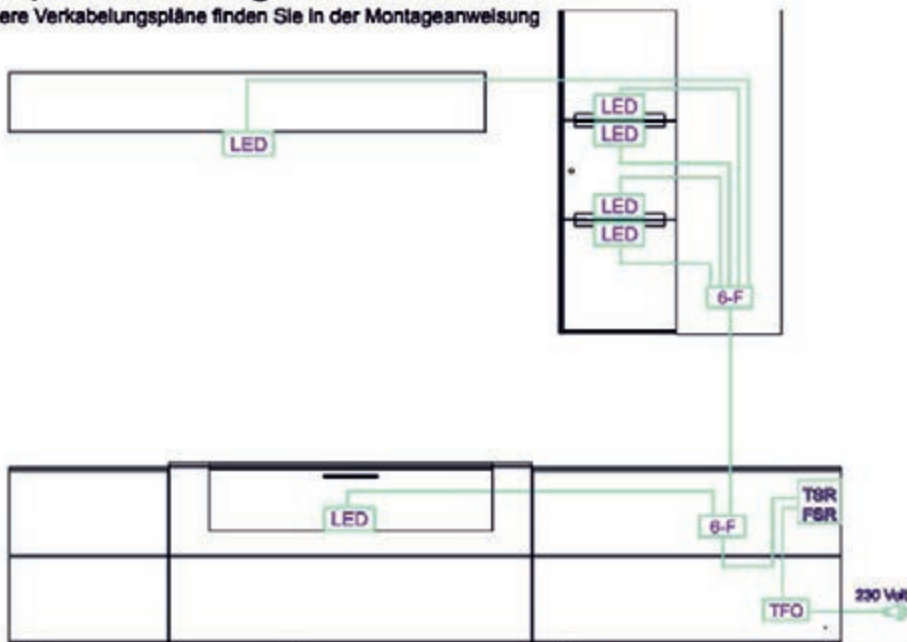 ere Verkabelungspläne finden Sie in der Montageanweisung
LED
LED
LED
LED
LED
6-F
LED
6-F
TSR
FSR
TFO
230 Volt